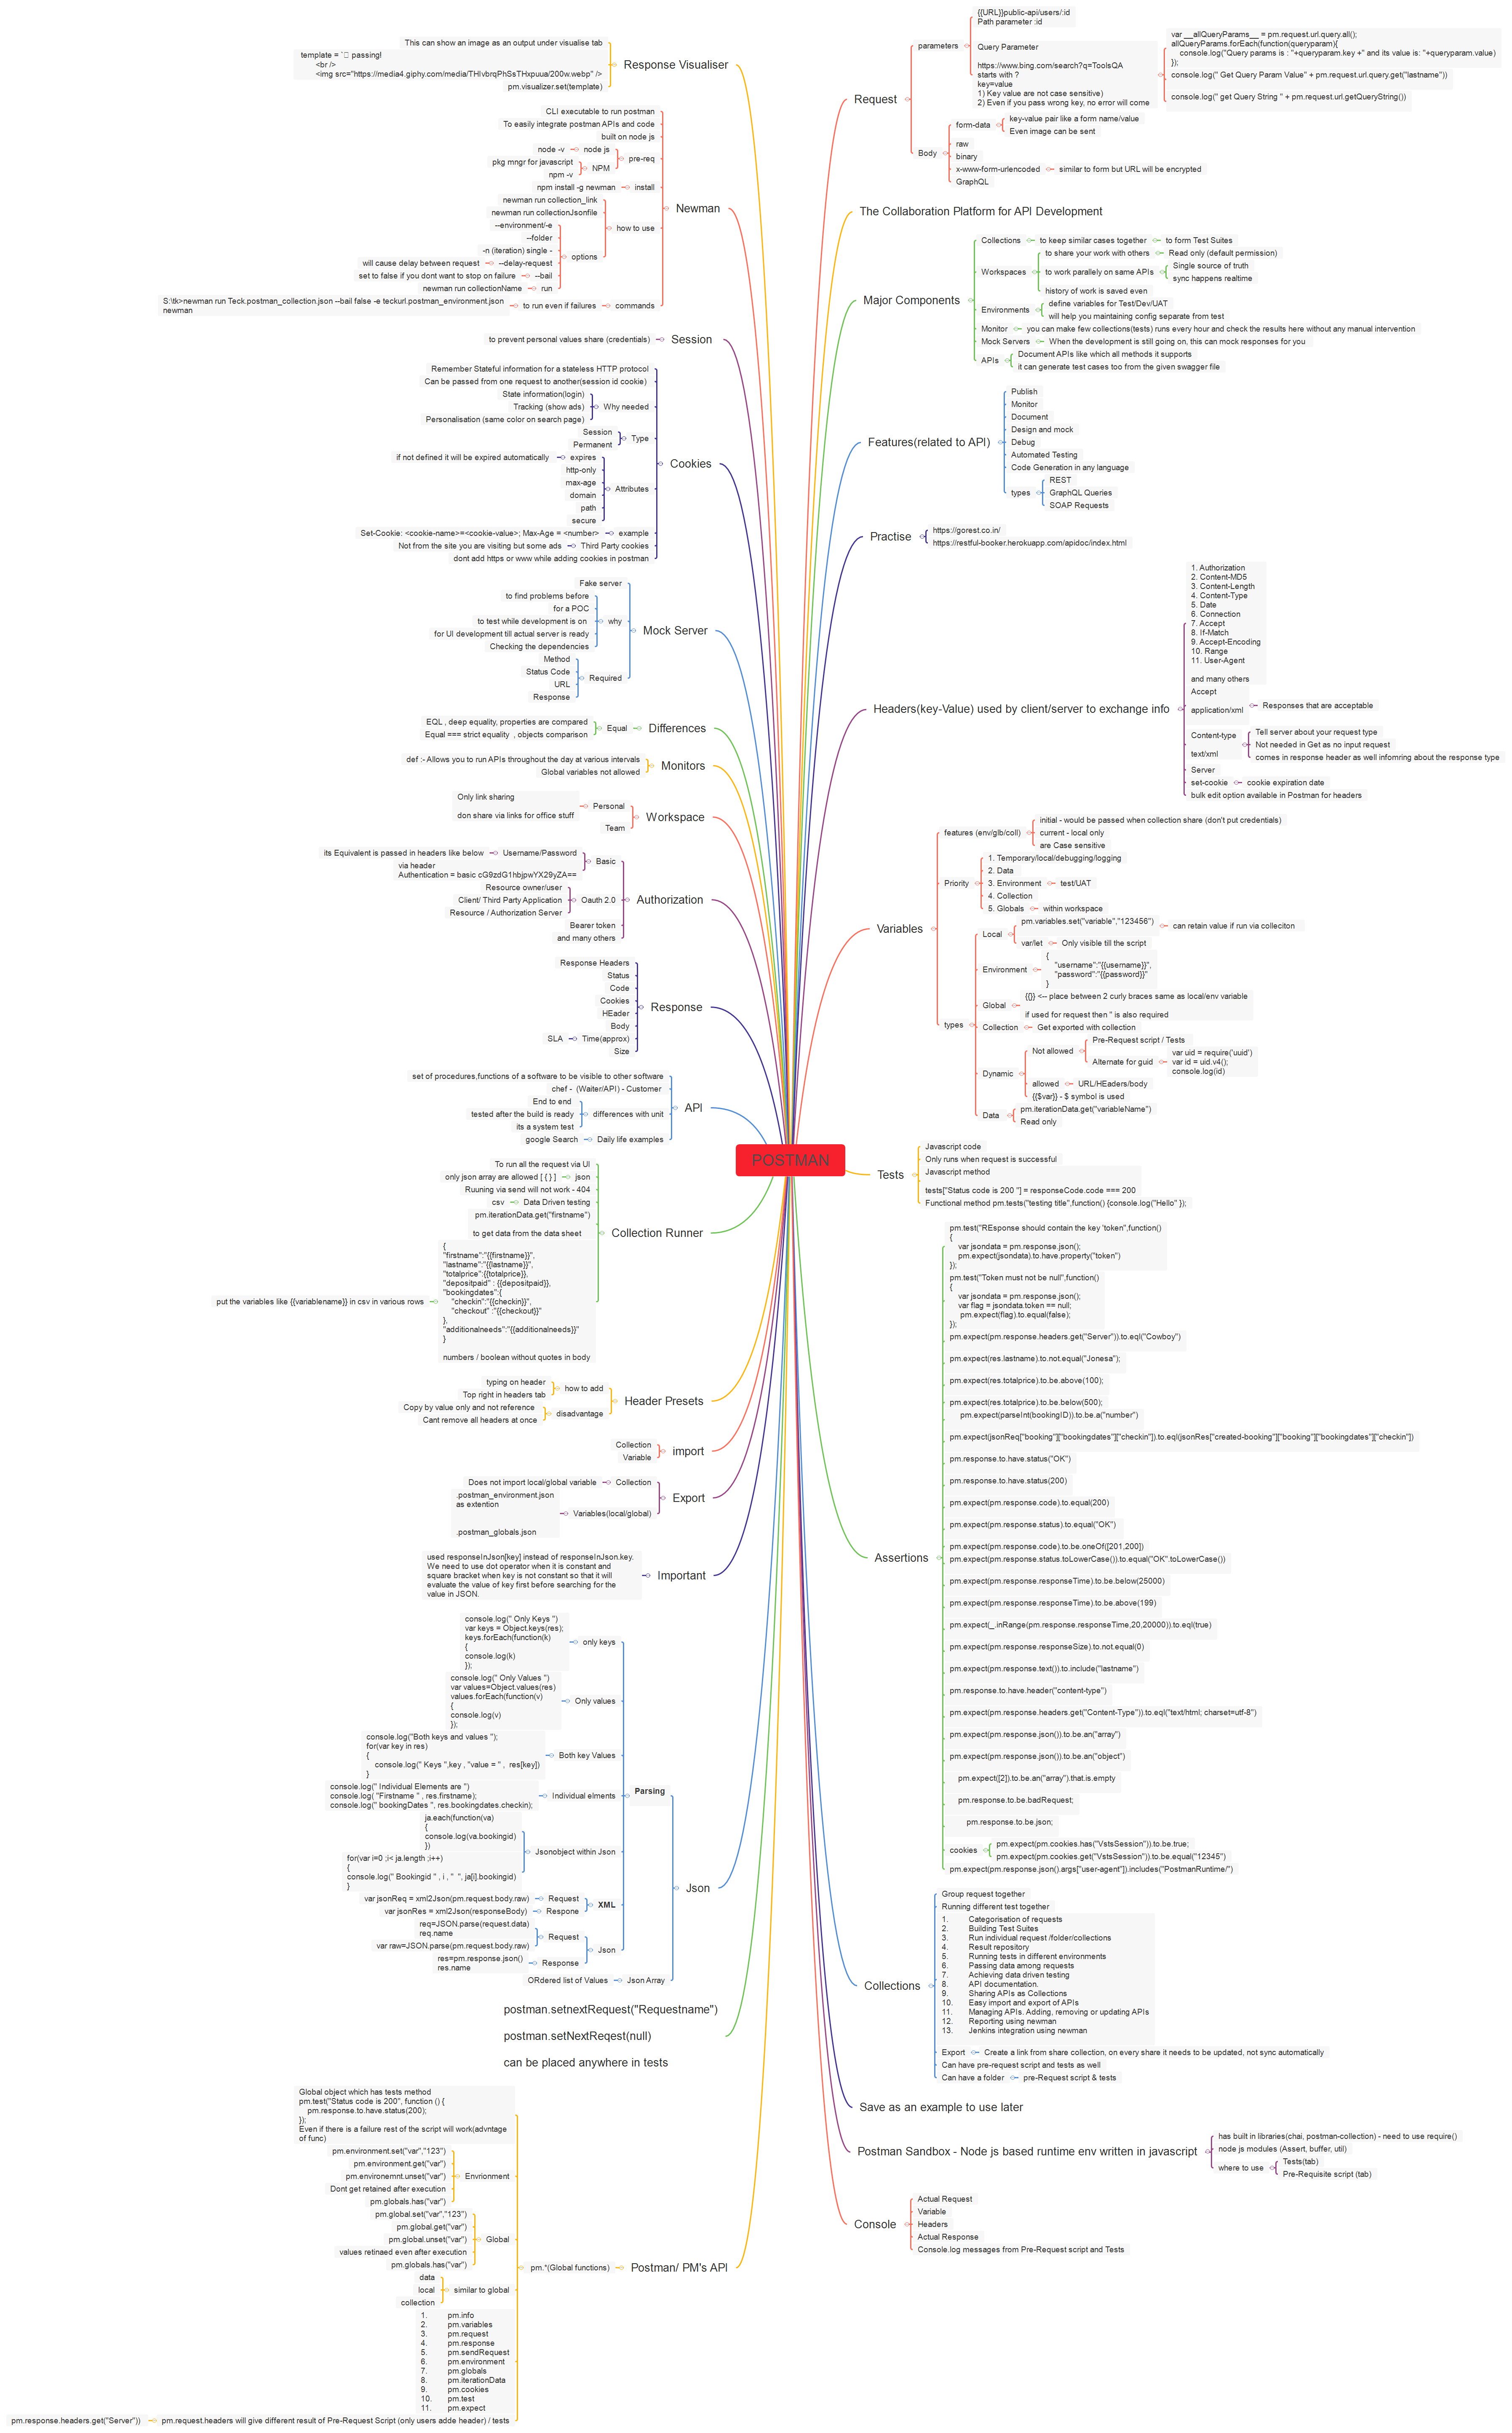 POSTMAN
Request
parameters
{{URL}}public-api/users/:id
Path parameter :id
Query Parameter
https://www.bing.com/search?q=ToolsQA
starts with ?
key=value
1) Key value are not case sensitive)
2) Even if you pass wrong key, no error will come
var __allQueryParams__ = pm.request.url.query.all();
allQueryParams.forEach(function(queryparam){
console.log("Query params is : "+queryparam.key +" and its value is: "+queryparam.value)
});
console.log(" Get Query Param Value" + pm.request.url.query.get("lastname"))
console.log(" get Query String " + pm.request.url.getQueryString())
Body
form-data
key-value pair like a form name/value
Even image can be sent
raw
binary
x-www-form-urlencoded
similar to form but URL will be encrypted
GraphQL
The Collaboration Platform for API Development
Major Components
Collections
to keep similar cases together
to form Test Suites
Workspaces
to share your work with others
Read only (default permission)
to work parallely on same APIs
Single source of truth
sync happens realtime
history of work is saved even
Environments
define variables for Test/Dev/UAT
will help you maintaining config separate from test
Monitor
you can make few collections(tests) runs every hour and check the results here without any manual intervention
Mock Servers
When the development is still going on, this can mock responses for you
APIs
Document APIs like which all methods it supports
it can generate test cases too from the given swagger file
Features(related to API)
Publish
Monitor
Document
Design and mock
Debug
Automated Testing
Code Generation in any language
types
REST
GraphQL Queries
SOAP Requests
Practise
https://gorest.co.in/
https://restful-booker.herokuapp.com/apidoc/index.html
Headers(key-Value) used by client/server to exchange info
1. Authorization
2. Content-MD5
3. Content-Length
4. Content-Type
5. Date
6. Connection
7. Accept
8. If-Match
9. Accept-Encoding
10. Range
11. User-Agent
and many others
Accept
application/xml
Responses that are acceptable
Content-type
text/xml
Tell server about your request type
Not needed in Get as no input request
comes in response header as well infomring about the response type
Server
set-cookie
cookie expiration date
bulk edit option available in Postman for headers
Variables
features (env/glb/coll)
initial - would be passed when collection share (don't put credentials)
current - local only
are Case sensitive
Priority
1. Temporary/local/debugging/logging
2. Data
3. Environment
test/UAT
4. Collection
5. Globals
within workspace
types
Local
pm.variables.set("variable","123456")
can retain value if run via colleciton
var/let
Only visible till the script
Environment
{
"username":"{{username}}",
"password":"{{password}}"
}
Global
{{}} <-- place between 2 curly braces same as local/env variable
if used for request then " is also required
Collection
Get exported with collection
Dynamic
Not allowed
Pre-Request script / Tests
Alternate for guid
var uid = require('uuid')
var id = uid.v4();
console.log(id)
allowed
URL/HEaders/body
{{$var}} - $ symbol is used
Data
pm.iterationData.get("variableName")
Read only
Tests
Javascript code
Only runs when request is successful
Javascript method
tests["Status code is 200 "] = responseCode.code === 200
Functional method pm.tests("testing title",function() {console.log("Hello" });
Assertions
pm.test("REsponse should contain the key 'token",function()
{
var jsondata = pm.response.json();
pm.expect(jsondata).to.have.property("token")
});
pm.test("Token must not be null",function()
{
var jsondata = pm.response.json();
var flag = jsondata.token == null;
pm.expect(flag).to.equal(false);
});
pm.expect(pm.response.headers.get("Server")).to.eql("Cowboy")
pm.expect(res.lastname).to.not.equal("Jonesa");
pm.expect(res.totalprice).to.be.above(100);
pm.expect(res.totalprice).to.be.below(500);
pm.expect(parseInt(bookingID)).to.be.a("number")
pm.expect(jsonReq["booking"]["bookingdates"]["checkin"]).to.eql(jsonRes["created-booking"]["booking"]["bookingdates"]["checkin"])
pm.response.to.have.status("OK")
pm.response.to.have.status(200)
pm.expect(pm.response.code).to.equal(200)
pm.expect(pm.response.status).to.equal("OK")
pm.expect(pm.response.code).to.be.oneOf([201,200])
pm.expect(pm.response.status.toLowerCase()).to.equal("OK".toLowerCase())
pm.expect(pm.response.responseTime).to.be.below(25000)
pm.expect(pm.response.responseTime).to.be.above(199)
pm.expect(_.inRange(pm.response.responseTime,20,20000)).to.eql(true)
pm.expect(pm.response.responseSize).to.not.equal(0)
pm.expect(pm.response.text()).to.include("lastname")
pm.response.to.have.header("content-type")
pm.expect(pm.response.headers.get("Content-Type")).to.eql("text/html; charset=utf-8")
pm.expect(pm.response.json()).to.be.an("array")
pm.expect(pm.response.json()).to.be.an("object")
pm.expect([2]).to.be.an("array").that.is.empty
pm.response.to.be.badRequest;
pm.response.to.be.json;
cookies
pm.expect(pm.cookies.has("VstsSession")).to.be.true;
pm.expect(pm.cookies.get("VstsSession")).to.be.equal("12345")
pm.expect(pm.response.json().args["user-agent"]).includes("PostmanRuntime/")
Collections
Group request together
Running different test together
1. Categorisation of requests
2. Building Test Suites
3. Run individual request /folder/collections
4. Result repository
5. Running tests in different environments
6. Passing data among requests
7. Achieving data driven testing
8. API documentation.
9. Sharing APIs as Collections
10. Easy import and export of APIs
11. Managing APIs. Adding, removing or updating APIs
12. Reporting using newman
13. Jenkins integration using newman
Export
Create a link from share collection, on every share it needs to be updated, not sync automatically
Can have pre-request script and tests as well
Can have a folder
pre-Request script & tests
Save as an example to use later
Postman Sandbox - Node js based runtime env written in javascript
has built in libraries(chai, postman-collection) - need to use require()
node js modules (Assert, buffer, util)
where to use
Tests(tab)
Pre-Requisite script (tab)
Console
Actual Request
Variable
Headers
Actual Response
Console.log messages from Pre-Request script and Tests
Response Visualiser
This can show an image as an output under visualise tab
template = `▯ passing!
<br />
<img src="https://media4.giphy.com/media/THIvbrqPhSsTHxpuua/200w.webp" />
pm.visualizer.set(template)
Newman
CLI executable to run postman
To easily integrate postman APIs and code
built on node js
pre-req
node js
node -v
NPM
pkg mngr for javascript
npm -v
install
npm install -g newman
how to use
newman run collection_link
newman run collectionJsonfile
options
--environment/-e
--folder
-n (iteration) single -
--delay-request
will cause delay between request
--bail
set to false if you dont want to stop on failure
run
newman run collectionName
commands
to run even if failures
S:\tk>newman run Teck.postman_collection.json --bail false -e teckurl.postman_environment.json
newman
Session
to prevent personal values share (credentials)
Cookies
Remember Stateful information for a stateless HTTP protocol
Can be passed from one request to another(session id cookie)
Why needed
State information(login)
Tracking (show ads)
Personalisation (same color on search page)
Type
Session
Permanent
Attributes
expires
if not defined it will be expired automatically
http-only
max-age
domain
path
secure
example
Set-Cookie: <cookie-name>=<cookie-value>; Max-Age = <number>
Third Party cookies
Not from the site you are visiting but some ads
dont add https or www while adding cookies in postman
Mock Server
Fake server
why
to find problems before
for a POC
to test while development is on
for UI development till actual server is ready
Checking the dependencies
Required
Method
Status Code
URL
Response
Differences
Equal
EQL , deep equality, properties are compared
Equal === strict equality , objects comparison
Monitors
def :- Allows you to run APIs throughout the day at various intervals
Global variables not allowed
Workspace
Personal
Only link sharing
don share via links for office stuff
Team
Authorization
Basic
Username/Password
its Equivalent is passed in headers like below
via header
Authentication = basic cG9zdG1hbjpwYX29yZA==
Oauth 2.0
Resource owner/user
Client/ Third Party Application
Resource / Authorization Server
Bearer token
and many others
Response
Response Headers
Status
Code
Cookies
HEader
Body
Time(approx)
SLA
Size
API
set of procedures,functions of a software to be visible to other software
chef - (Waiter/API) - Customer
differences with unit
End to end
tested after the build is ready
its a system test
Daily life examples
google Search
Collection Runner
To run all the request via UI
json
only json array are allowed [ { } ]
Ruuning via send will not work - 404
Data Driven testing
csv
pm.iterationData.get("firstname")
to get data from the data sheet
{
"firstname":"{{firstname}}",
"lastname":"{{lastname}}",
"totalprice":{{totalprice}},
"depositpaid" : {{depositpaid}},
"bookingdates":{
"checkin":"{{checkin}}",
"checkout" :"{{checkout}}"
},
"additionalneeds":"{{additionalneeds}}"
}
numbers / boolean without quotes in body
put the variables like {{variablename}} in csv in various rows
Header Presets
how to add
typing on header
Top right in headers tab
disadvantage
Copy by value only and not reference
Cant remove all headers at once
import
Collection
Variable
Export
Collection
Does not import local/global variable
Variables(local/global)
.postman_environment.json
as extention
.postman_globals.json
Important
used responseInJson[key] instead of responseInJson.key.
We need to use dot operator when it is constant and
square bracket when key is not constant so that it will
evaluate the value of key first before searching for the
value in JSON.
Json
Parsing
only keys
console.log(" Only Keys ")
var keys = Object.keys(res);
keys.forEach(function(k)
{
console.log(k)
});
Only values
console.log(" Only Values ")
var values=Object.values(res)
values.forEach(function(v)
{
console.log(v)
});
Both key Values
console.log("Both keys and values ");
for(var key in res)
{
console.log(" Keys ",key , "value = " , res[key])
}
Individual elments
console.log(" Individual Elements are ")
console.log( "Firstname " , res.firstname);
console.log(" bookingDates ", res.bookingdates.checkin);
Jsonobject within Json
ja.each(function(va)
{
console.log(va.bookingid)
})
for(var i=0 ;i< ja.length ;i++)
{
console.log(" Bookingid " , i , " ", ja[i].bookingid)
}
XML
Request
var jsonReq = xml2Json(pm.request.body.raw)
Respone
var jsonRes = xml2Json(responseBody)
Json
Request
req=JSON.parse(request.data)
req.name
var raw=JSON.parse(pm.request.body.raw)
Response
res=pm.response.json()
res.name
Json Array
ORdered list of Values
postman.setnextRequest("Requestname")
postman.setNextReqest(null)
can be placed anywhere in tests
Postman/ PM's API
pm.*(Global functions)
Global object which has tests method
pm.test("Status code is 200", function () {
pm.response.to.have.status(200);
});
Even if there is a failure rest of the script will work(advntage
of func)
Envrionment
pm.environment.set("var","123")
pm.environment.get("var")
pm.environemnt.unset("var")
Dont get retained after execution
pm.globals.has("var")
Global
pm.global.set("var","123")
pm.global.get("var")
pm.global.unset("var")
values retinaed even after execution
pm.globals.has("var")
similar to global
data
local
collection
1. pm.info
2. pm.variables
3. pm.request
4. pm.response
5. pm.sendRequest
6. pm.environment
7. pm.globals
8. pm.iterationData
9. pm.cookies
10. pm.test
11. pm.expect
pm.request.headers will give different result of Pre-Request Script (only users adde header) / tests
pm.response.headers.get("Server"))